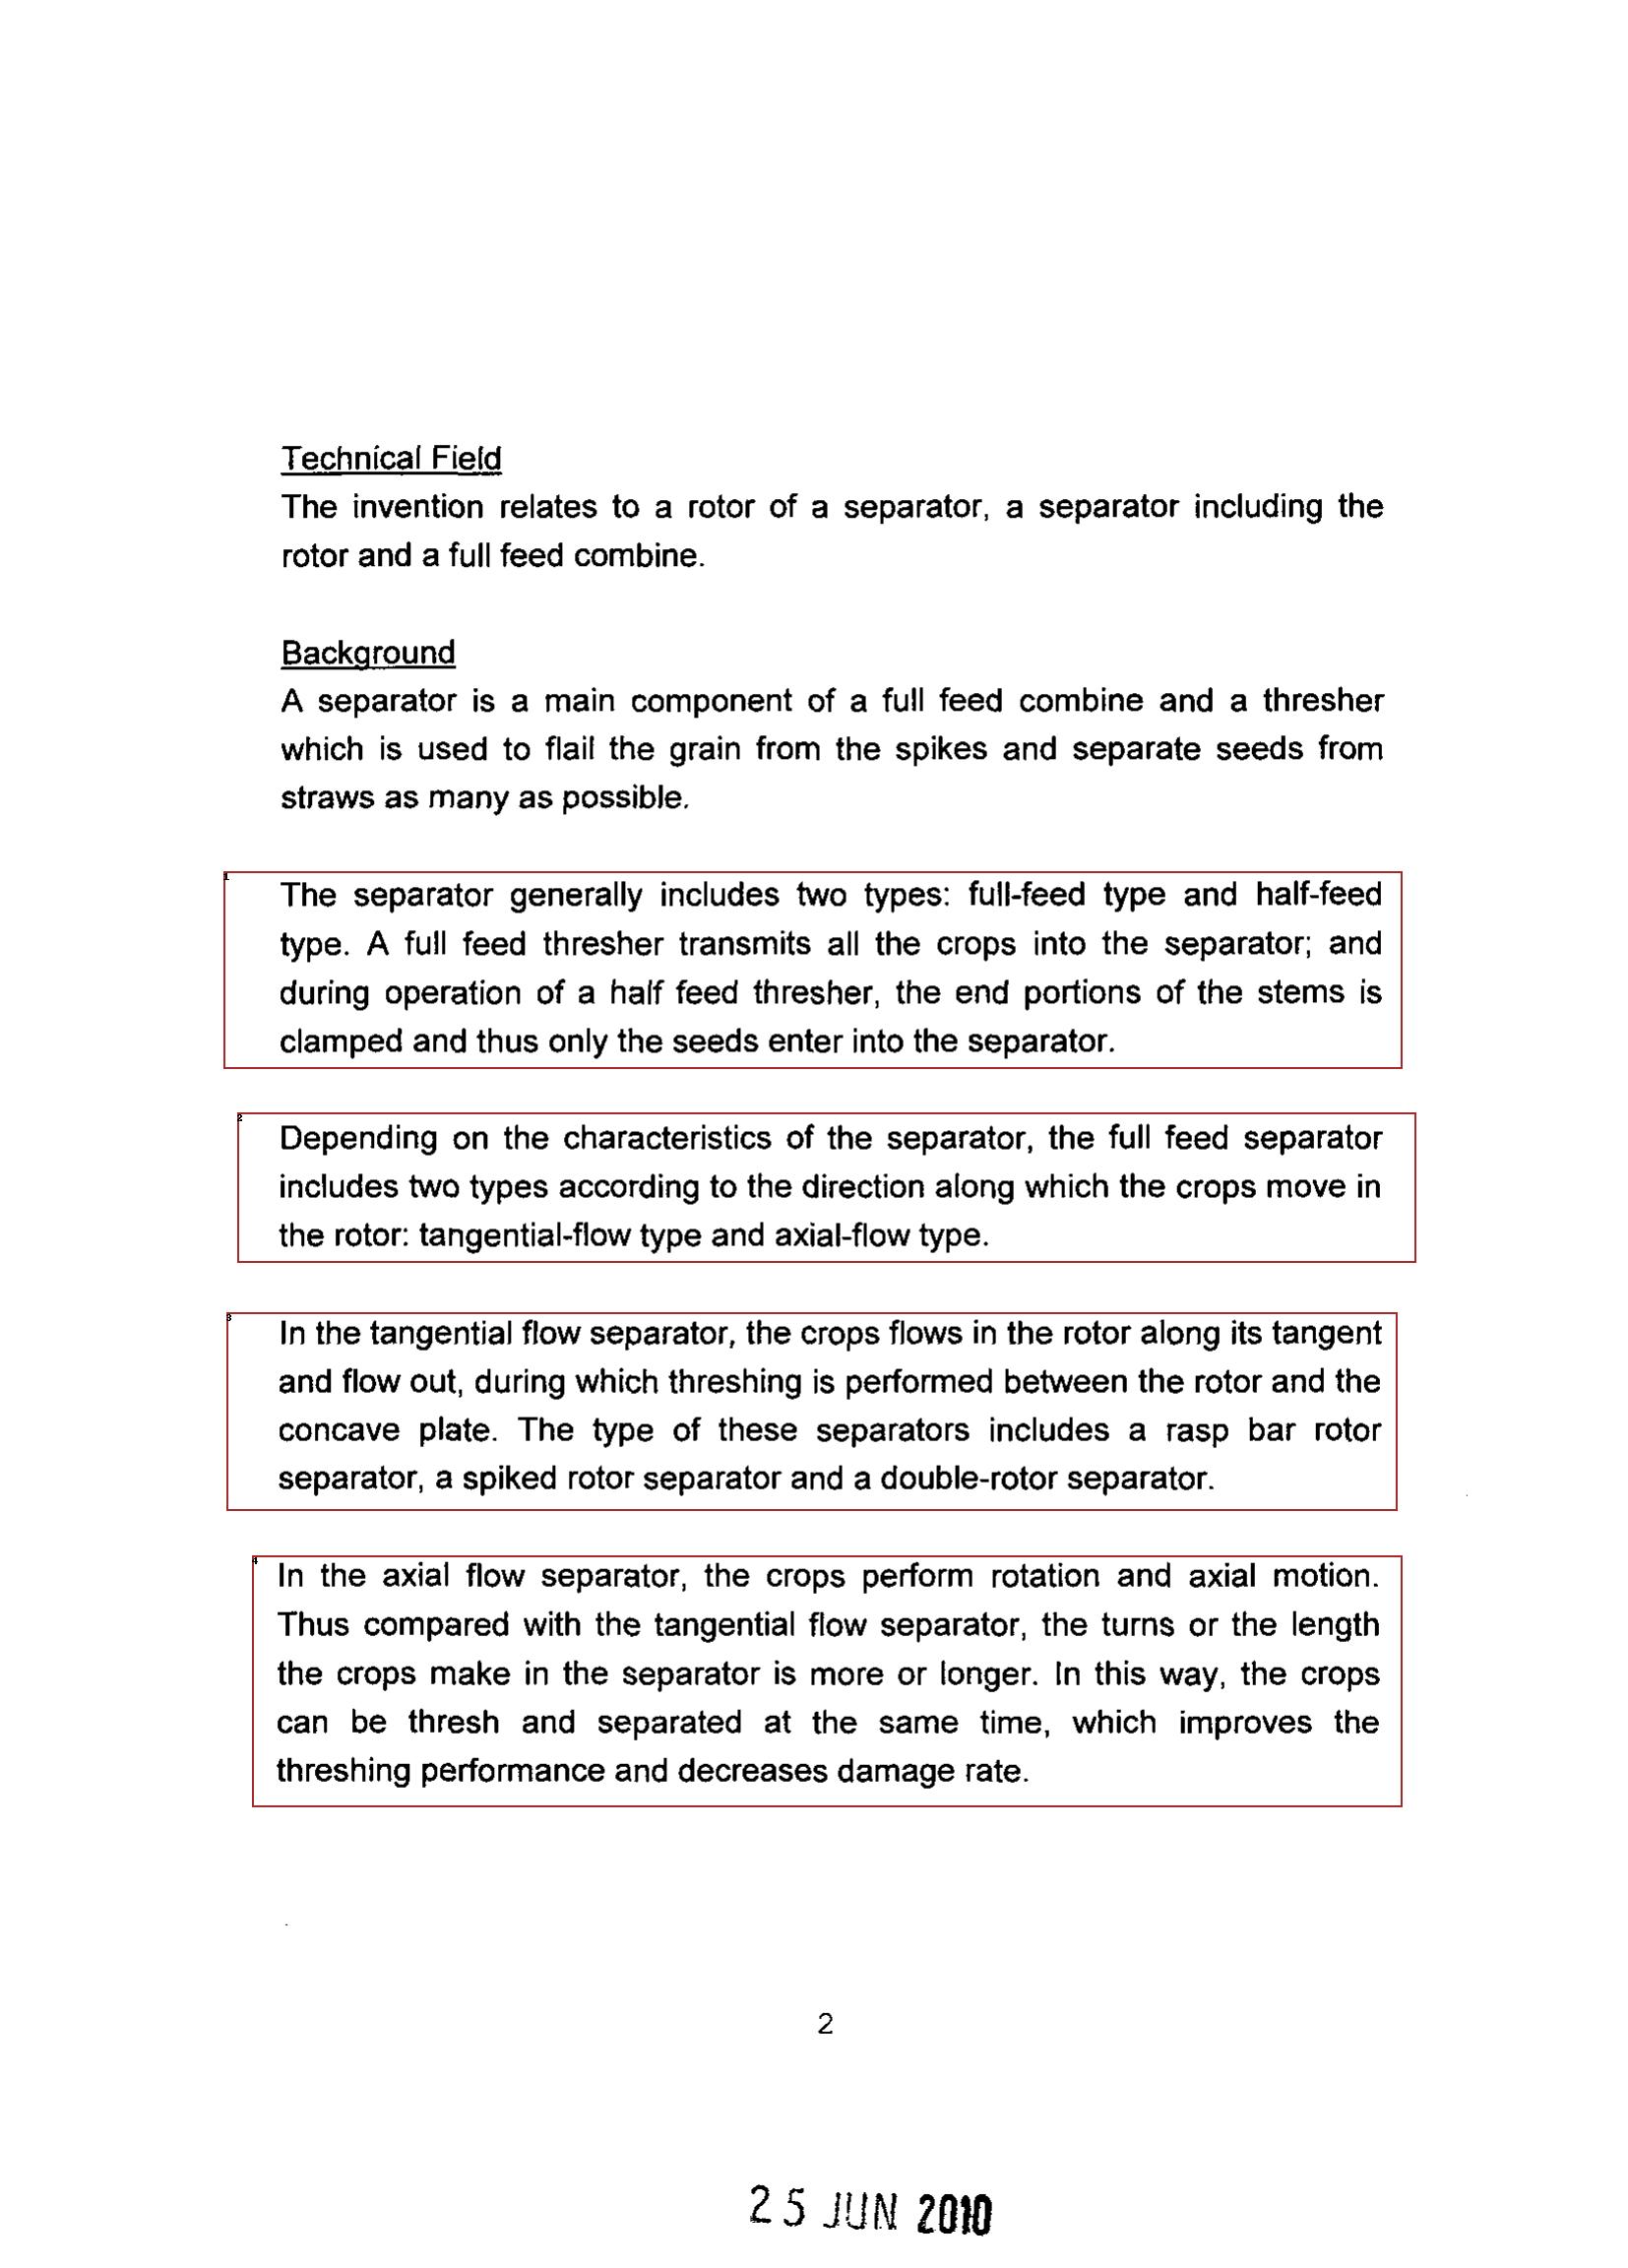 Technical Field
The invention relates to a rotor of a separator, a separator including the
rotor and a full feed combine.
Background
A separator is a main component of a full feed combine and a thresher
which is used to flail the grain from the spikes and separate seeds from
straws as many as possible.
1
The separator generally includes two types: full-feed type and half-feed
type. A full feed thresher transmits all the crops into the separator; and
during operation of a half feed thresher, the end portions of the stems is
clamped and thus only the seeds enter into the separator.
2
Depending on the characteristics of the separator, the full feed separator
includes two types according to the direction along which the crops move in
the rotor: tangential-flow type and axial-flow type.
3
In the tangential flow separator, the crops flows in the rotor along its tangent
and flow out, during which threshing is performed between the rotor and the
concave plate. The type of these separators includes a rasp bar rotor
separator, a spiked rotor separator and a double-rotor separator.
4
In the axial flow separator, the crops perform rotation and axial motion.
Thus compared with the tangential flow separator, the turns or the length
the crops make in the separator is more or longer. In this way, the crops
can be thresh and separated at the same time, which improves the
threshing performance and decreases damage rate.
2
25 JUN 2010